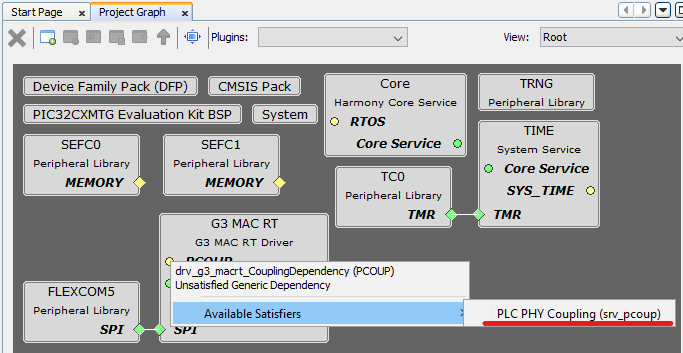 Start Page
Project Graph
Plugins:
View:
Root
Device Family Pack (DFP)
CMSIS Pack
PIC32CXMTG Evaluation Kit BSP
System
Core
Harmony Core Service
RTOS
Core Service
TRNG
Peripheral Library
SEFC0
Peripheral Library
MEMORY
SEFC1
Peripheral Library
MEMORY
TIME
System Service
Core Service
SYS_TIME
TMR
TC0
Peripheral Library
TMR
G3 MAC RT
G3 MAC RT Driver
PCOUP
SPI
drv_g3_macrt_CouplingDependency (PCOUP)
Unsatisfied Generic Dependency
Available Satisfiers
PLC PHY Coupling (srv_pcoup)
FLEXCOM5
Peripheral Library
SPI